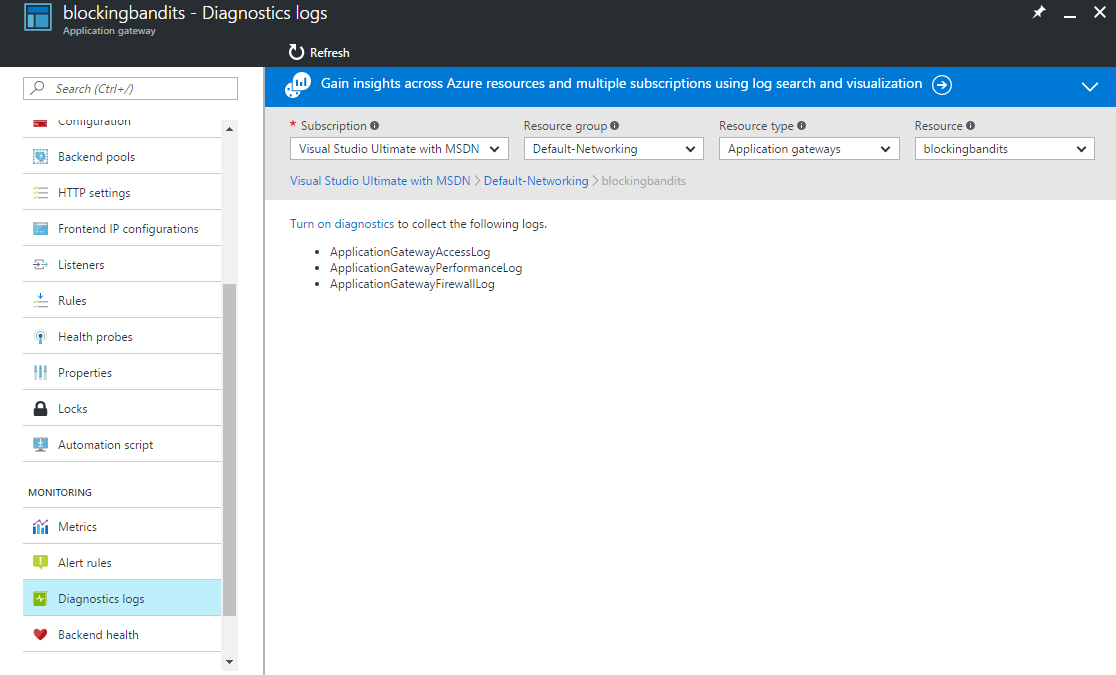 blockingbandits - Diagnostics logs
Application gateway
Refresh
Search (Ctrl+/)
Configuration
Backend pools
HTTP settings
Frontend IP configurations
Listeners
Rules
Health probes
Properties
Locks
Automation script
MONITORING
Metrics
Alert rules
Diagnostics logs
Backend health
Gain insights across Azure resources and multiple subscriptions using log search and visualization
* Subscription Resource group Resource type Resource
Visual Studio Ultimate with MSDN Default-Networking Application gateways blockingbandits
Visual Studio Ultimate with MSDN > Default-Networking > blockingbandits
Turn on diagnostics to collect the following logs.
• ApplicationGatewayAccessLog
• ApplicationGatewayPerformanceLog
• ApplicationGatewayFirewallLog